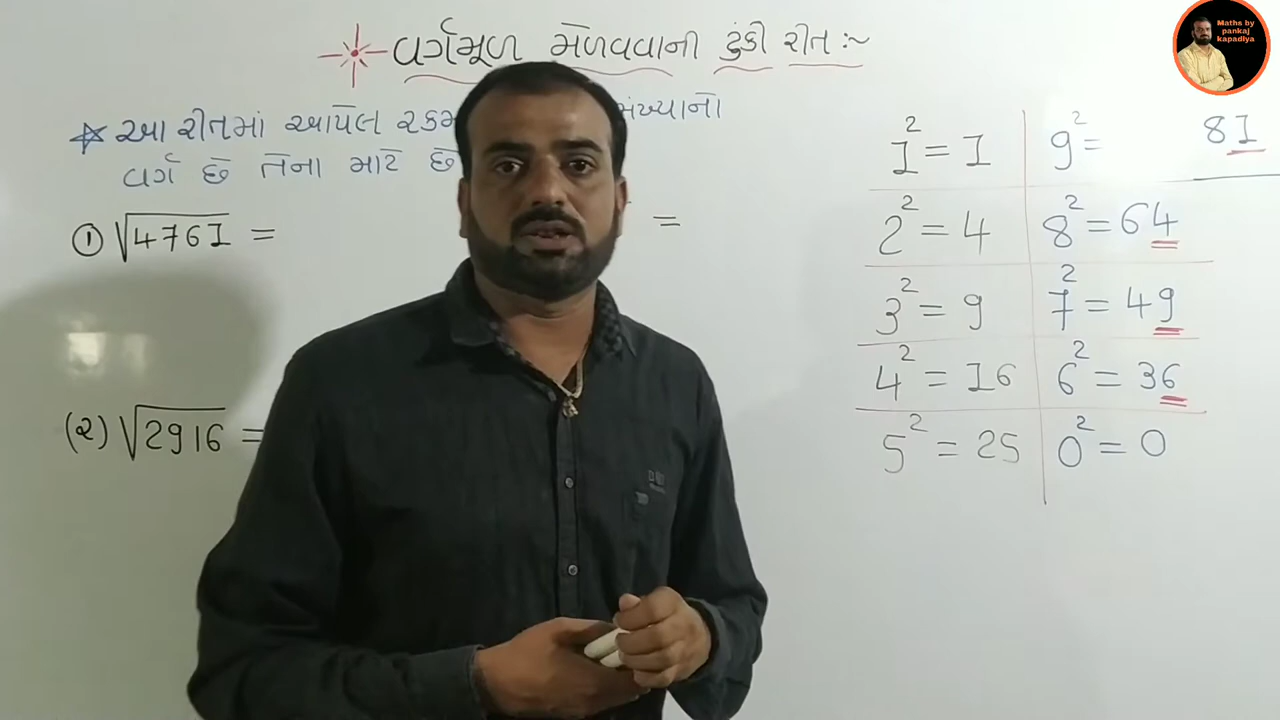 વર્ગમૂળ મેળવવાની ટુંકી રીત :~
આ રીતમાં આપેલ રકમ
વર્ગ છે તેના માટે છે
① √4761 = =
(૨) √2916 =
1² = 1 9² = 81
2² = 4 8² = 64
3² = 9 7² = 49
4² = 16 6² = 36
5² = 25 0² = 0
Maths by
pankaj
kapadiya